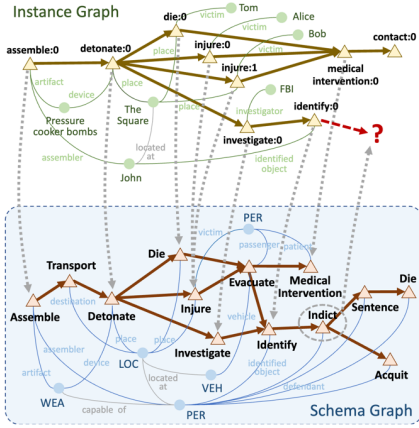 Instance Graph
die:0
victim
Tom
Alice
injure:0
victim
Bob
contact:0
assemble:0
detonate:0
place
victim
injure:1
medical
intervention:0
artifact
device
place
FBI
Pressure
cooker bombs
The
Square
place
investigator
identify:0
?
assembler
located
at
investigate:0
John
identified
object
PER
victim
passenger
patient
Transport
Die
Die
destination
Evacuate
Medical
Intervention
Sentence
Assemble
Detonate
Injure
Indict
place
place
vehicle
assembler
device
LOC
Investigate
Identify
artifact
located
at
VEH
identified
object
Acquit
defendant
WEA
capable of
PER
Schema Graph